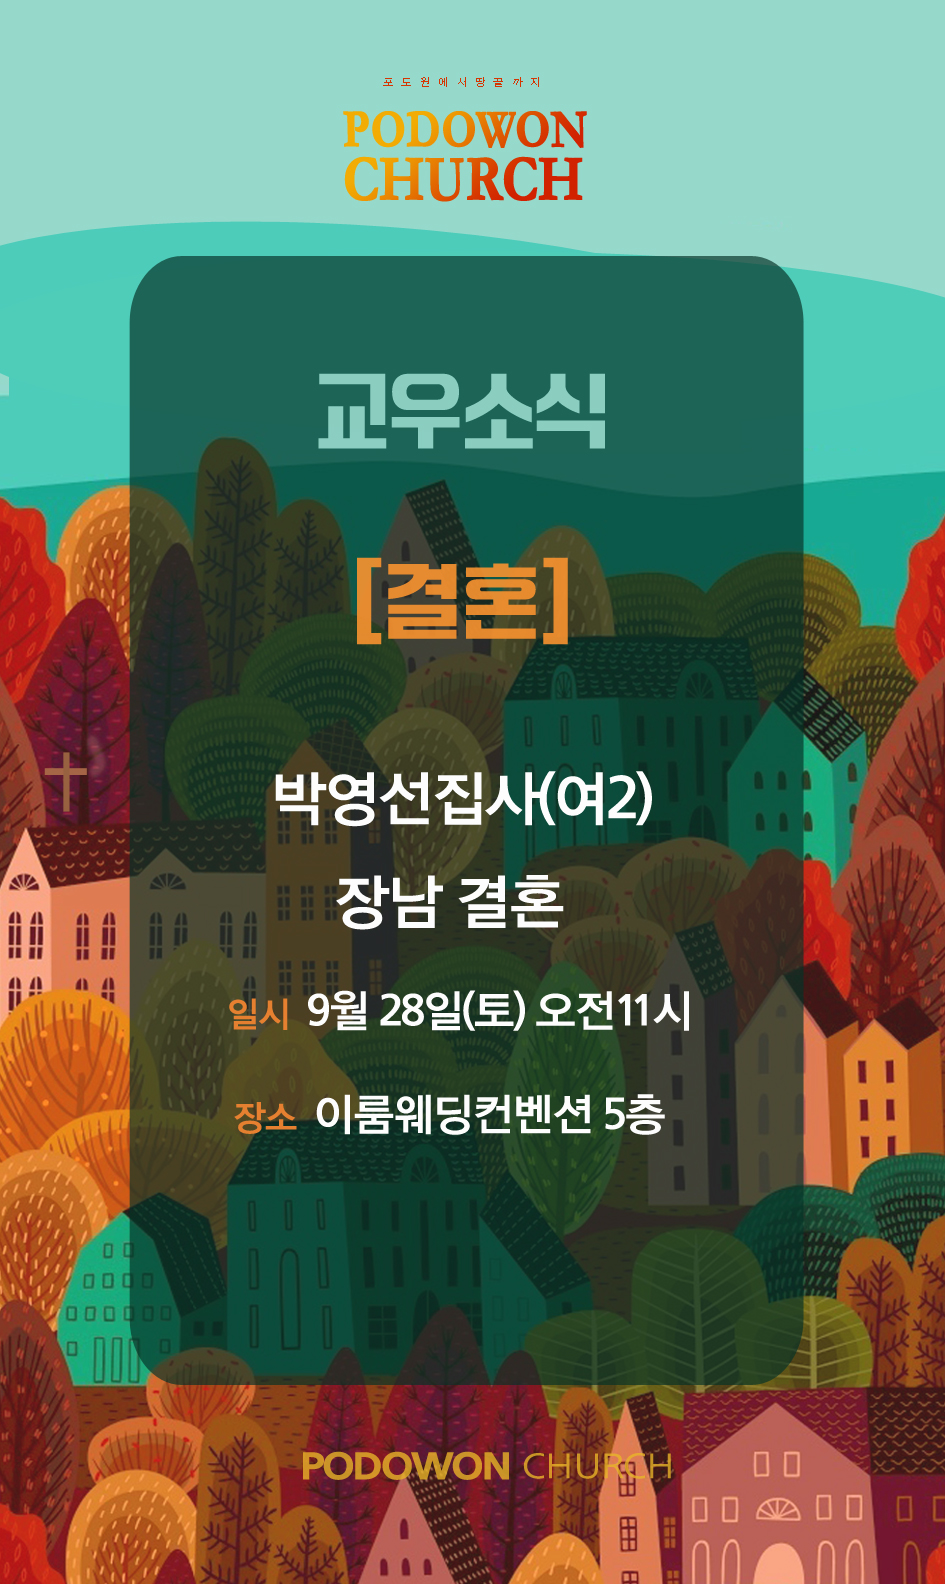 포도원에서땅끝까지
PODOWON
CHURCH
교우소식
[결혼]
박영선집사(여2)
장남 결혼
일시 9월 28일(토) 오전11시
장소 이룸웨딩컨벤션 5층
PODOWON CHURCH